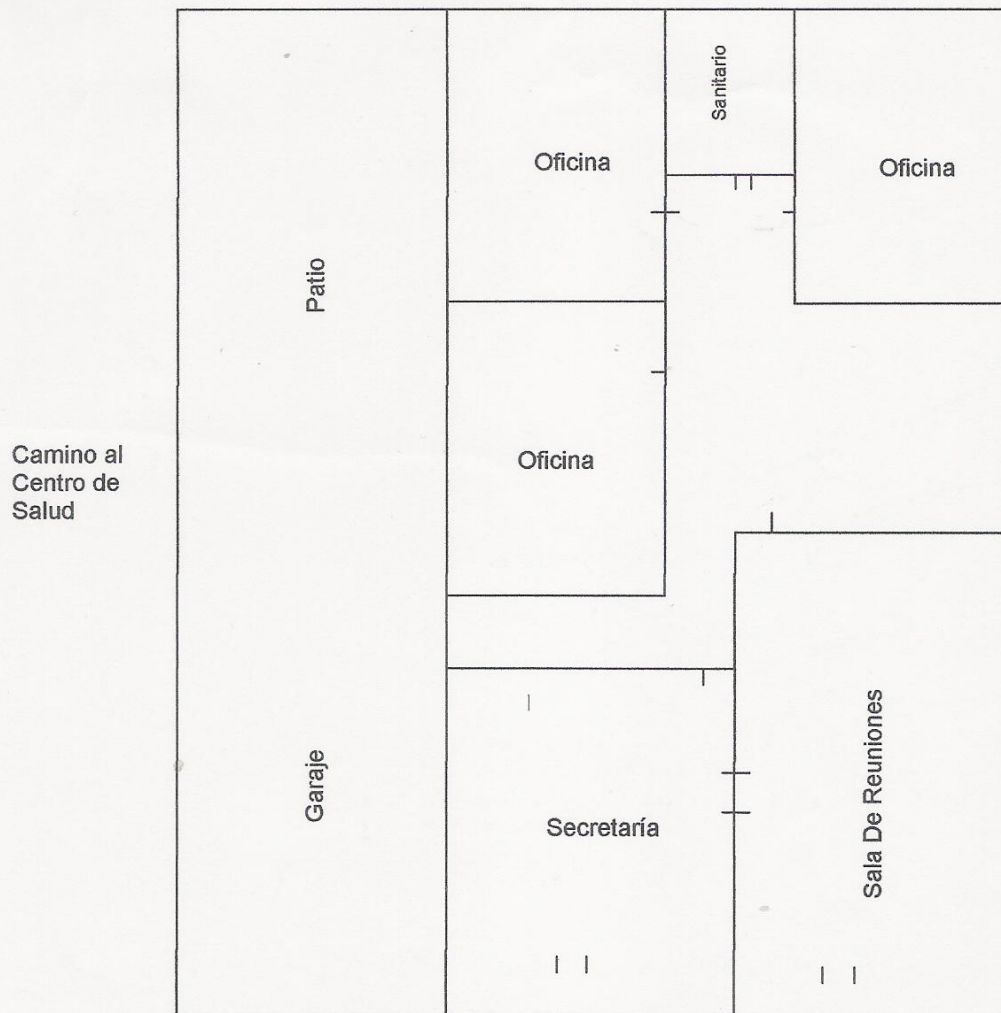 Sanitario
Oficina
Oficina
Patio
Camino al
Centro de
Salud
Oficina
Garaje
Secretaría
Sala De Reuniones